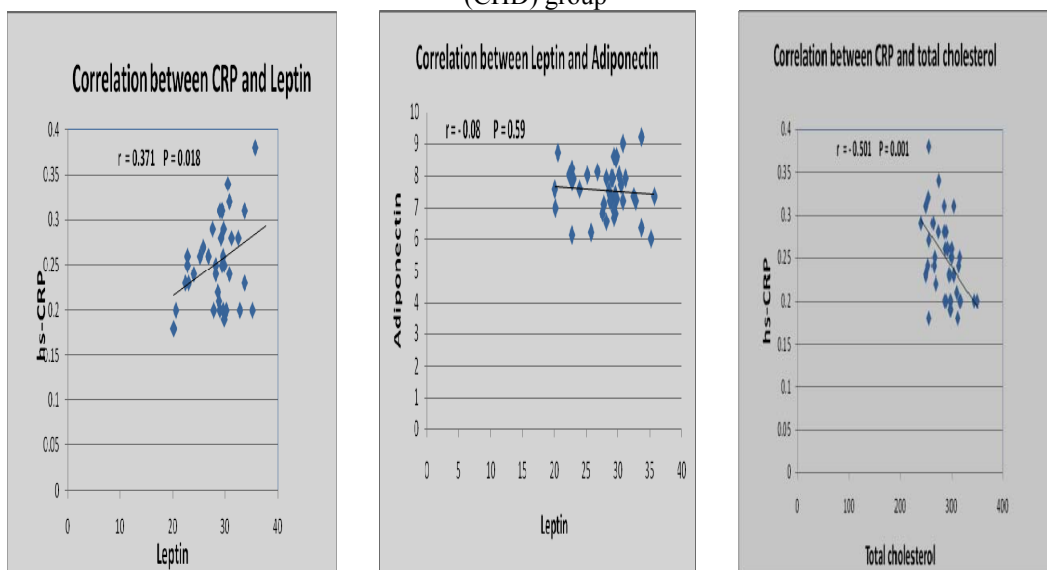 (CHD) group
Correlation between CRP and Leptin
r = 0.371 P = 0.018
hs-CRP
0.4
0.35
0.3
0.25
0.2
0.15
0.1
0.05
0
0 10 20 30 40
Leptin
Correlation between Leptin and Adiponectin
r = -0.08 P = 0.59
Adiponectin
10
9
8
7
6
5
4
3
2
1
0
0 5 10 15 20 25 30 35 40
Leptin
Correlation between CRP and total cholesterol
r = -0.501 P = 0.001
hs-CRP
0.4
0.35
0.3
0.25
0.2
0.15
0.1
0.05
0
0 100 200 300 400
Total cholesterol